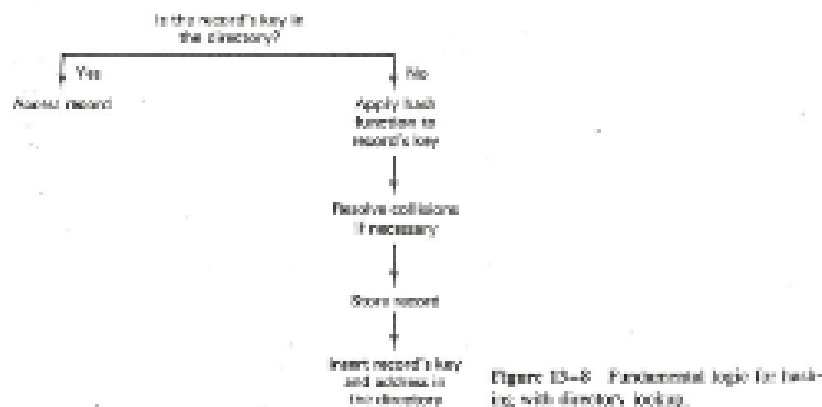 Is the record's key in
the directory?
Yes
No
Access record
Apply hash
function to
record's key
Resolve collisions
if necessary
Store record
Insert record's key
and address in
the directory
Figure 13-8 Fundamental logic for hash-
ing with directory lookup.